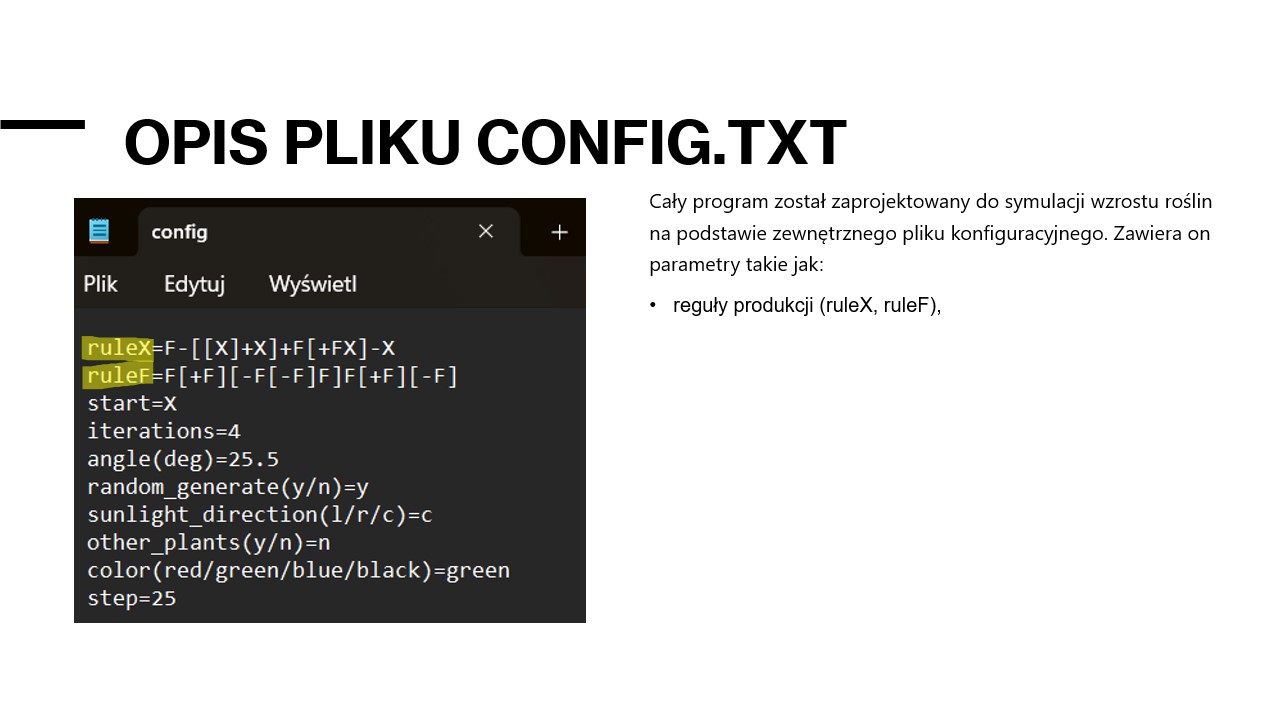 OPIS PLIKU CONFIG.TXT
config
Plik Edytuj Wyświetl
ruleX=F-[[X]+X]+F[+FX]-X
ruleF=F[+F][-F[-F]F]F[+F][-F]
start=X
iterations=4
angle(deg)=25.5
random_generate(y/n)=y
sunlight_direction(l/r/c)=c
other_plants(y/n)=n
color(red/green/blue/black)=green
step=25
Cały program został zaprojektowany do symulacji wzrostu roślin
na podstawie zewnętrznego pliku konfiguracyjnego. Zawiera on
parametry takie jak:
• reguły produkcji (ruleX, ruleF),